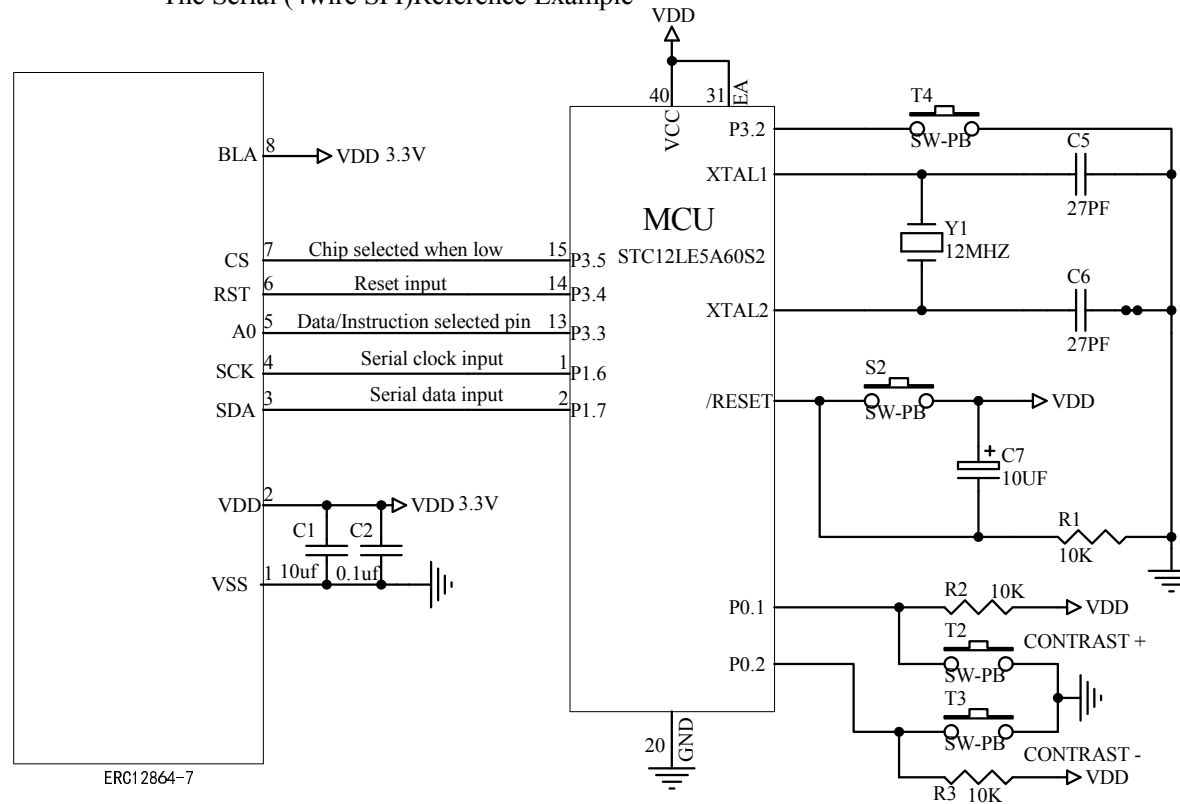 The Serial (4wire SPI)Reference Example
VDD
40
31
EA
VCC
MCU
STC12LE5A60S2
BLA
8
VDD 3.3V
CS
7
Chip selected when low
15
P3.5
RST
6
Reset input
14
P3.4
A0
5
Data/Instruction selected pin
13
P3.3
SCK
4
Serial clock input
1
P1.6
SDA
3
Serial data input
2
P1.7
VDD
2
VDD 3.3V
C1
C2
10uf
0.1uf
VSS
1
ERC12864-7
P3.2
T4
SW-PB
XTAL1
C5
27PF
Y1
12MHZ
XTAL2
C6
27PF
/RESET
S2
SW-PB
VDD
+
C7
10UF
R1
10K
P0.1
R2
10K
VDD
T2
SW-PB
CONTRAST +
P0.2
T3
SW-PB
CONTRAST -
R3
10K
VDD
20
GND